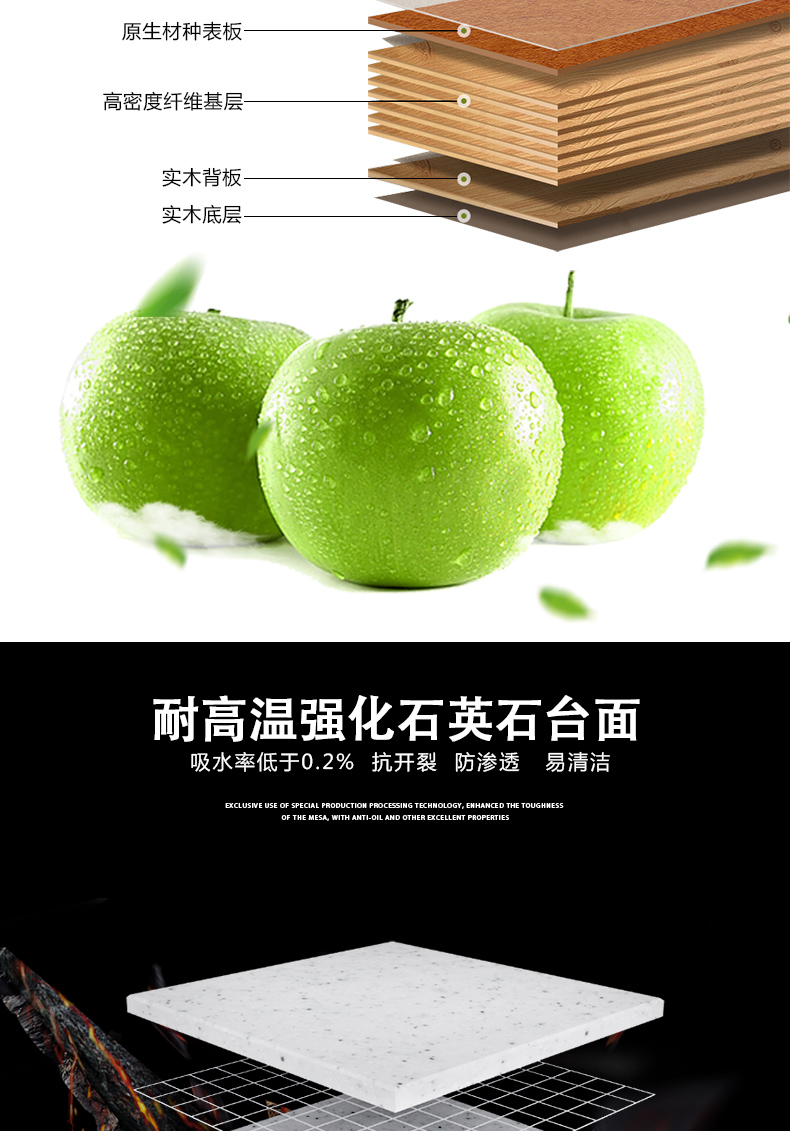 原生材种表板
高密度纤维基层
实木背板
实木底层
耐高温强化石英石台面
吸水率低于0.2% 抗开裂 防渗透 易清洁
EXCLUSIVE USE OF SPECIAL PRODUCTION PROCESSING TECHNOLOGY, ENHANCED THE TOUGHNESS
OF THE MESA, WITH ANTI-OIL AND OTHER EXCELLENT PROPERTIES